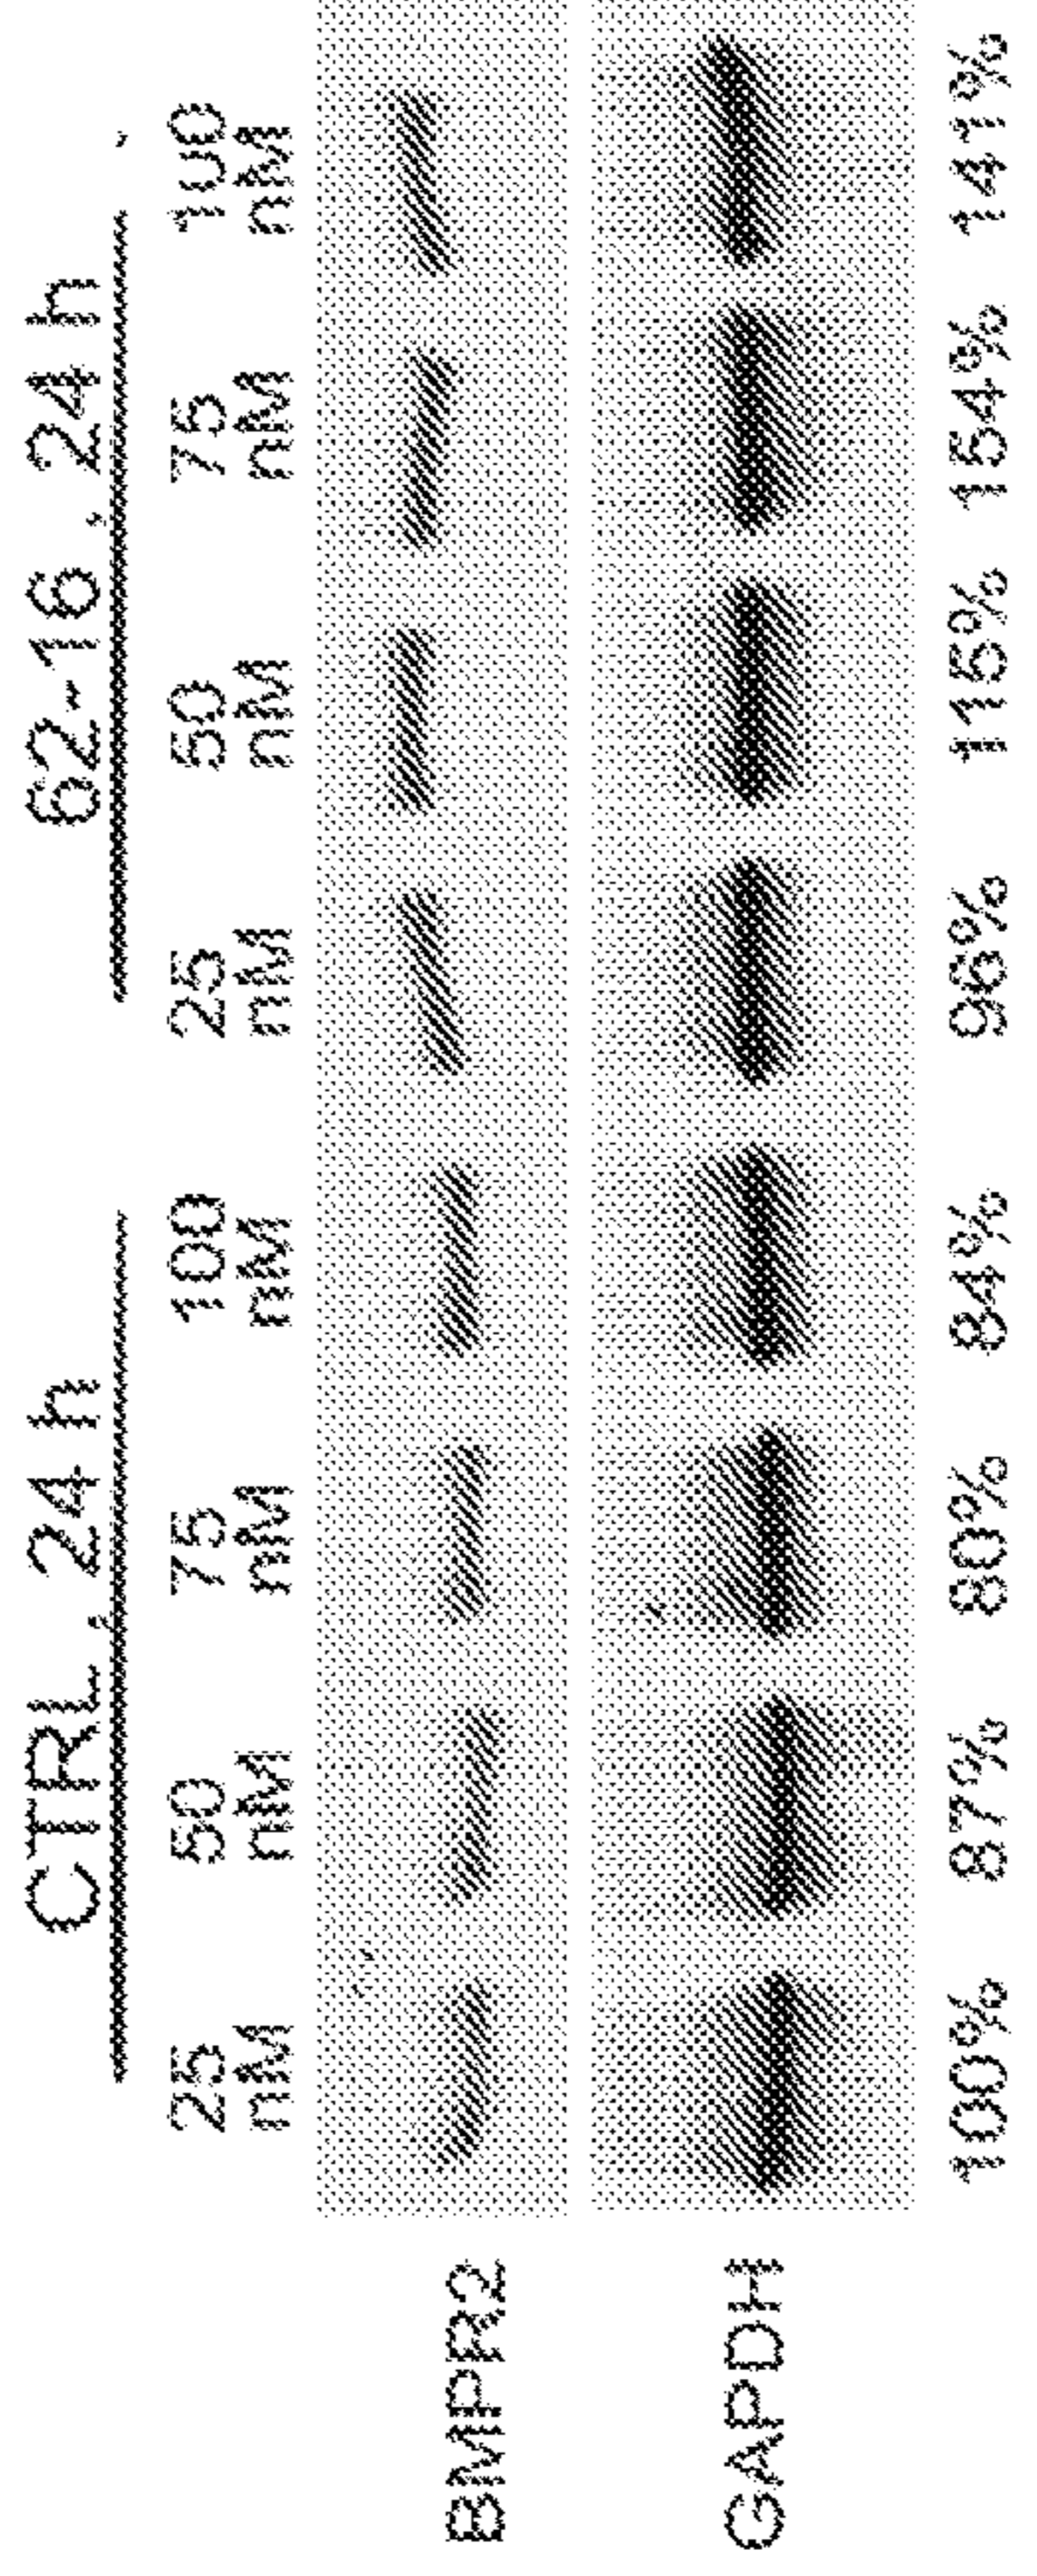 CTRL, 24 h 62-16, 24 h
25 nM 50 nM 75 nM 100 nM 25 nM 50 nM 75 nM 100 nM
BMPR2
GAPDH
100% 87% 80% 84% 96% 115% 154% 141%